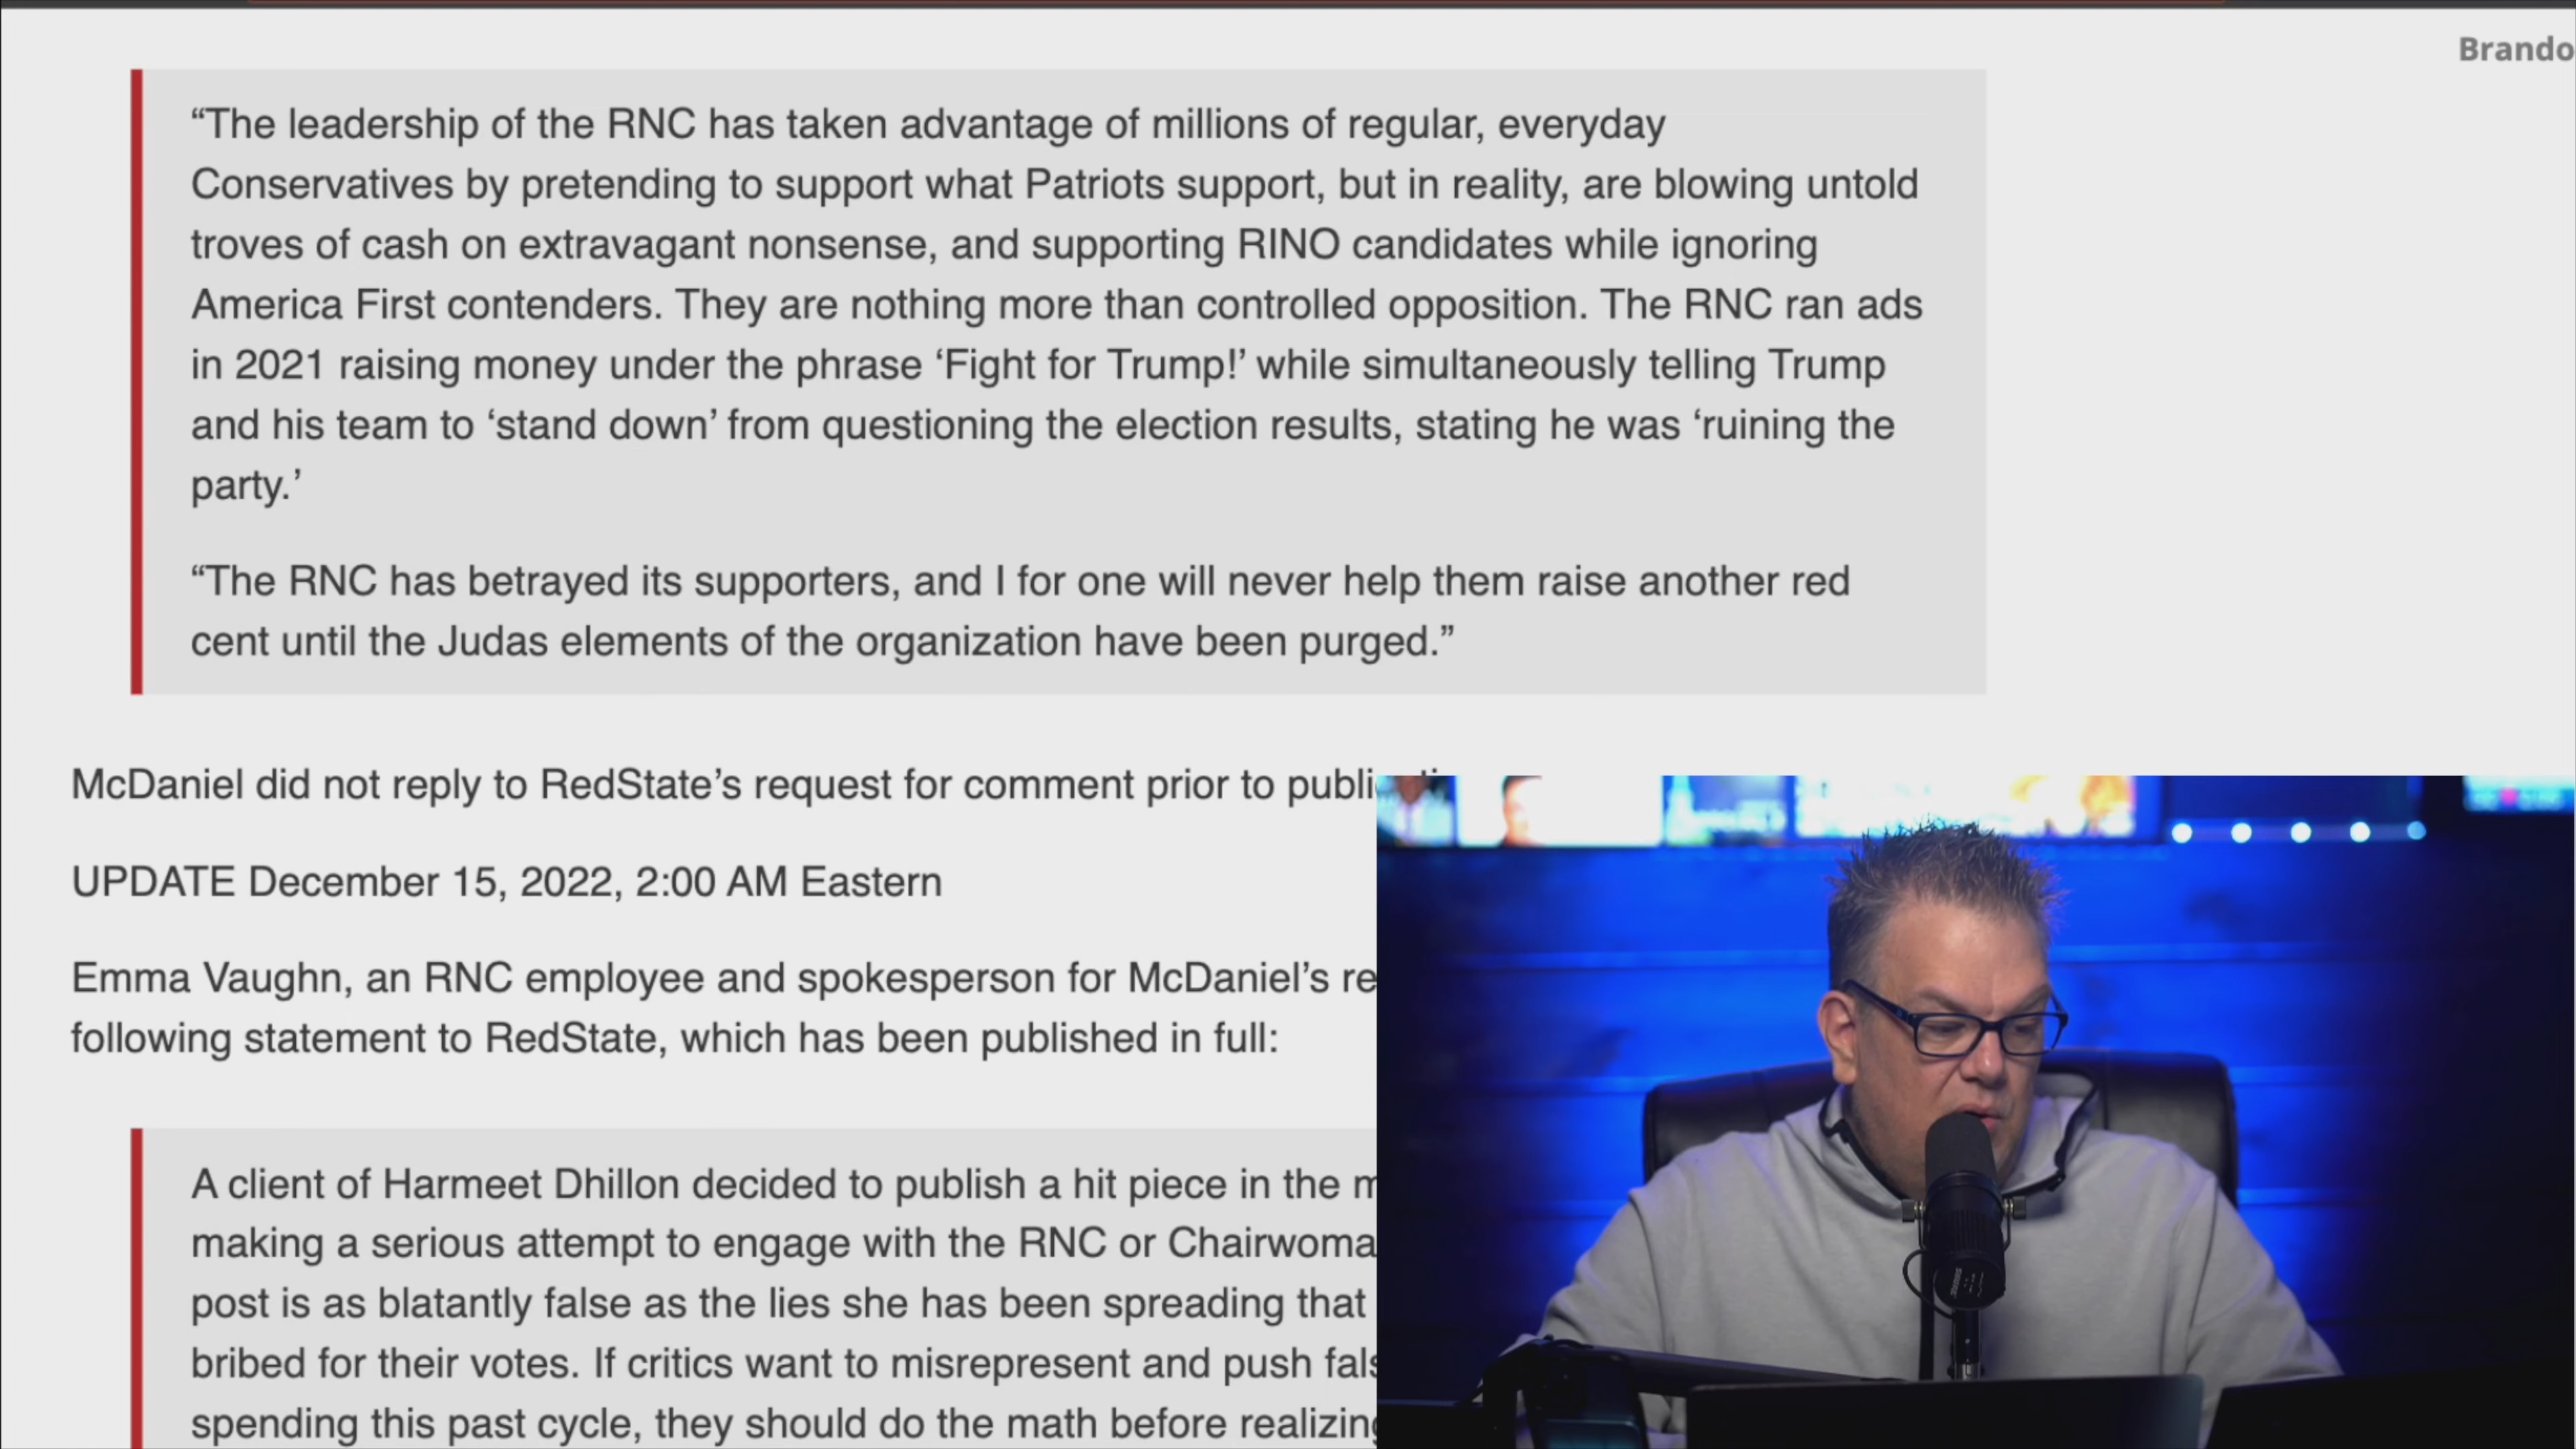 Brando
“The leadership of the RNC has taken advantage of millions of regular, everyday
Conservatives by pretending to support what Patriots support, but in reality, are blowing untold
troves of cash on extravagant nonsense, and supporting RINO candidates while ignoring
America First contenders. They are nothing more than controlled opposition. The RNC ran ads
in 2021 raising money under the phrase ‘Fight for Trump!’ while simultaneously telling Trump
and his team to ‘stand down’ from questioning the election results, stating he was ‘ruining the
party.’
“The RNC has betrayed its supporters, and I for one will never help them raise another red
cent until the Judas elements of the organization have been purged.”
McDaniel did not reply to RedState’s request for comment prior to
UPDATE December 15, 2022, 2:00 AM Eastern
Emma Vaughn, an RNC employee and spokesperson for McDaniel’s re
following statement to RedState, which has been published in full:
A client of Harmeet Dhillon decided to publish a hit piece in the m
making a serious attempt to engage with the RNC or Chairwoma
post is as blatantly false as the lies she has been spreading that
bribed for their votes. If critics want to misrepresent and push fals
spending this past cycle, they should do the math before realizing